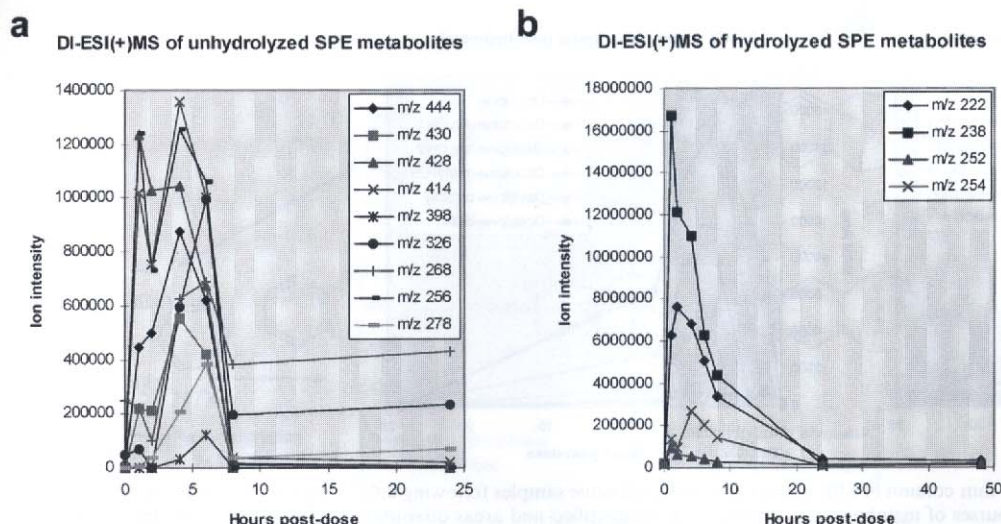 a
DI-ESI(+)MS of unhydrolyzed SPE metabolites
1400000
1200000
1000000
800000
600000
400000
200000
0
Ion intensity
0
5
10
15
20
25
Hours post-dose
m/z 444
m/z 430
m/z 428
m/z 414
m/z 398
m/z 326
m/z 268
m/z 256
m/z 278
b
DI-ESI(+)MS of hydrolyzed SPE metabolites
18000000
16000000
14000000
12000000
10000000
8000000
6000000
4000000
2000000
0
Ion intensity
0
10
20
30
40
50
Hours post-dose
m/z 222
m/z 238
m/z 252
m/z 254